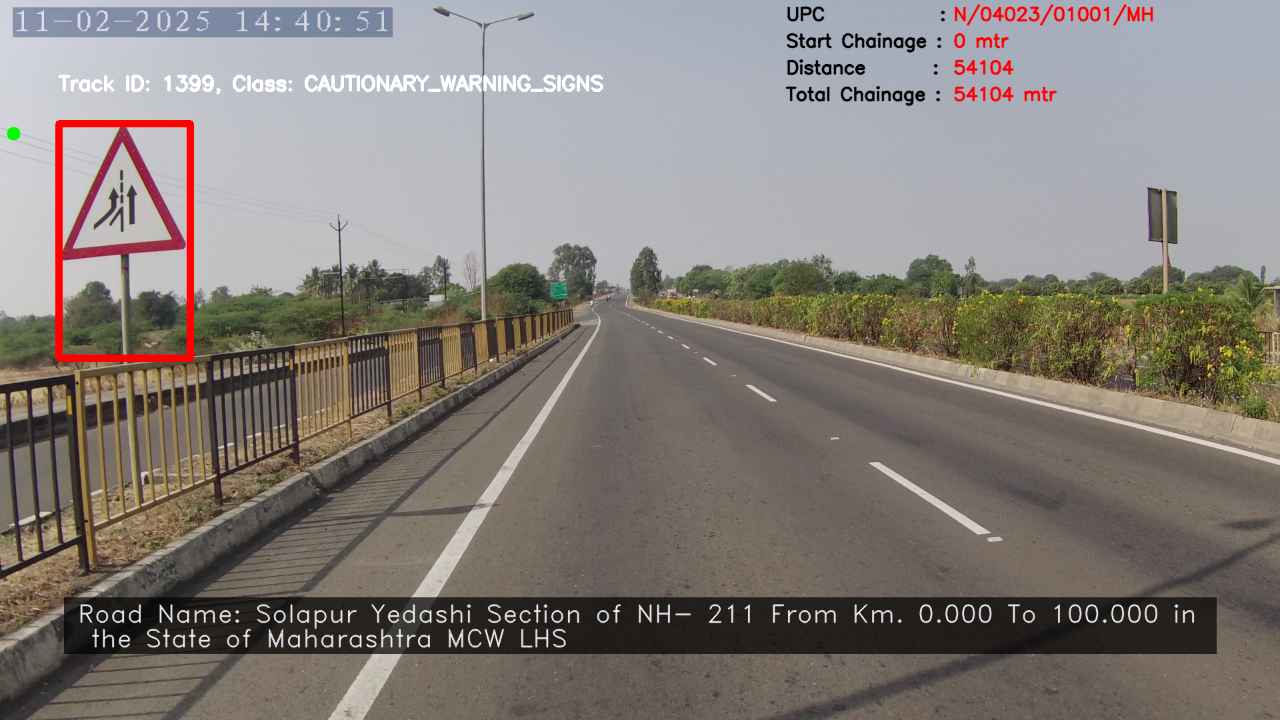 11-02-2025 14:40:51
UPC : N/04023/01001/MH
Start Chainage : 0 mtr
Distance : 54104
Total Chainage : 54104 mtr
Track ID: 1399, Class: CAUTIONARY_WARNING_SIGNS
Road Name: Solapur Yedashi Section of NH- 211 From Km. 0.000 To 100.000 in
the State of Maharashtra MCW LHS